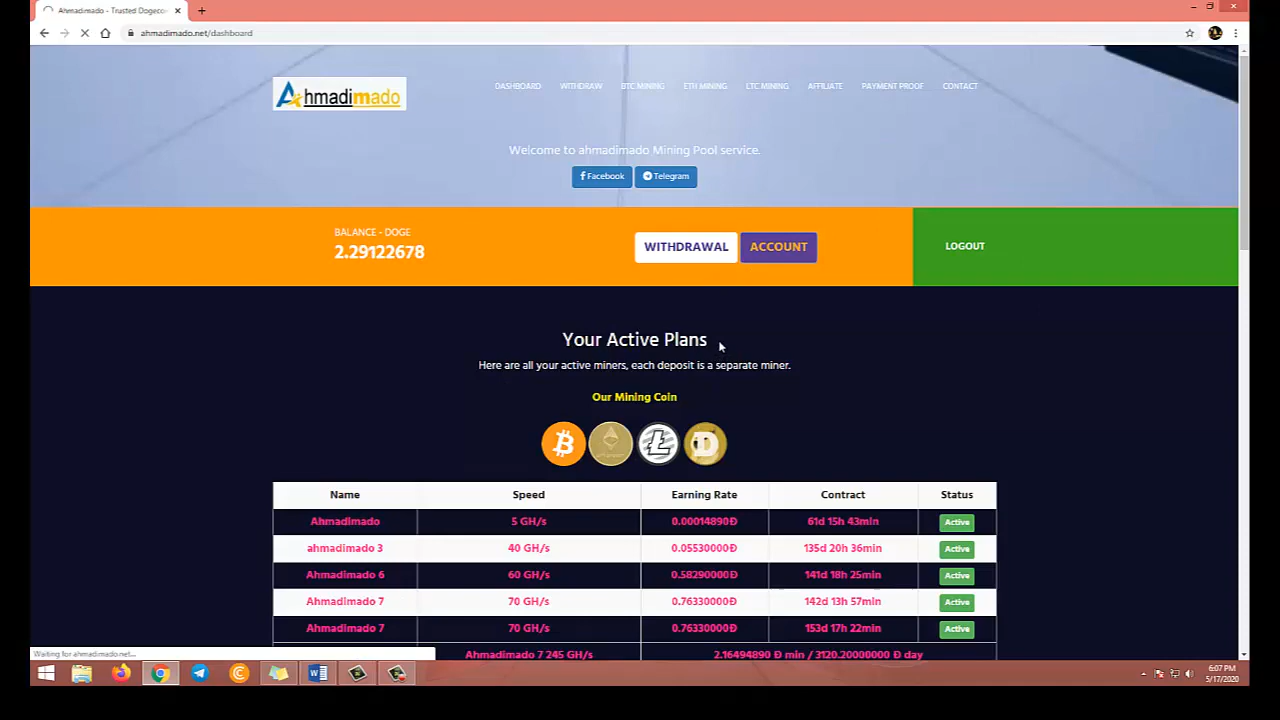 Ahmadimado - Trusted Dogeco
ahmadimado.net/dashboard
Ahmadimado
DASHBOARD WITHDRAW BTC MINING ETH MINING LTC MINING AFFILIATE PAYMENT PROOF CONTACT
Welcome to ahmadimado Mining Pool service.
Facebook Telegram
BALANCE - DOGE
2.29122678
WITHDRAWAL ACCOUNT LOGOUT
Your Active Plans
Here are all your active miners, each deposit is a separate miner.
Our Mining Coin
Name Speed Earning Rate Contract Status
Ahmadimado 5 GH/s 0.00014890Đ 61d 15h 43min Active
ahmadimado 3 40 GH/s 0.05530000Đ 135d 20h 36min Active
Ahmadimado 6 60 GH/s 0.58290000Đ 141d 18h 25min Active
Ahmadimado 7 70 GH/s 0.76330000Đ 142d 13h 57min Active
Ahmadimado 7 70 GH/s 0.76330000Đ 153d 17h 22min Active
Ahmadimado 7 245 GH/s 2.16494890 Đ min / 3120.20000000 Đ day
Waiting for ahmadimado.net...
6:07 PM
5/17/2020